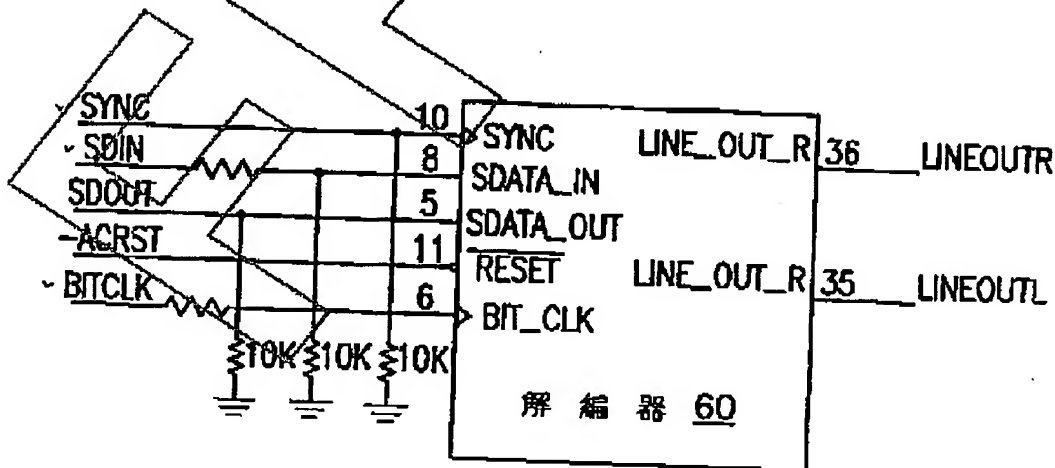 SYNC 10 SYNC LINE_OUT_R 36 LINEOUTR
SDIN 8 SDATA_IN
SDOUT 5 SDATA_OUT
ACRST 11 RESET LINE_OUT_R 35 LINEOUTL
BITCLK 6 BIT_CLK
10K 10K 10K
解編器 60